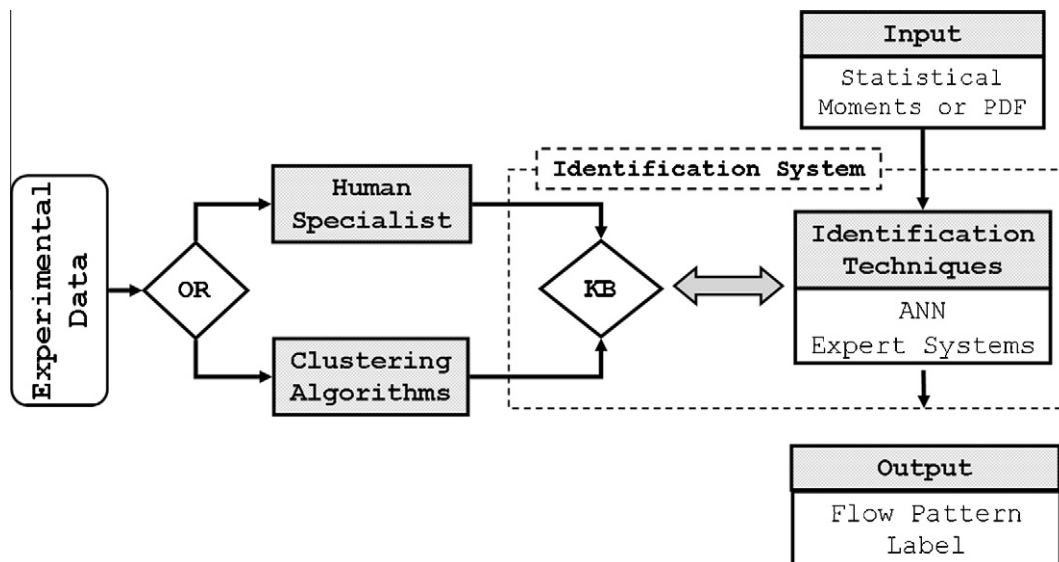 Experimental
Data
OR
Human
Specialist
Clustering
Algorithms
Identification System
KB
Input
Statistical
Moments or PDF
Identification
Techniques
ANN
Expert Systems
Output
Flow Pattern
Label